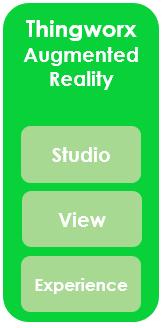 Thingworx
Augmented
Reality
Studio
View
Experience